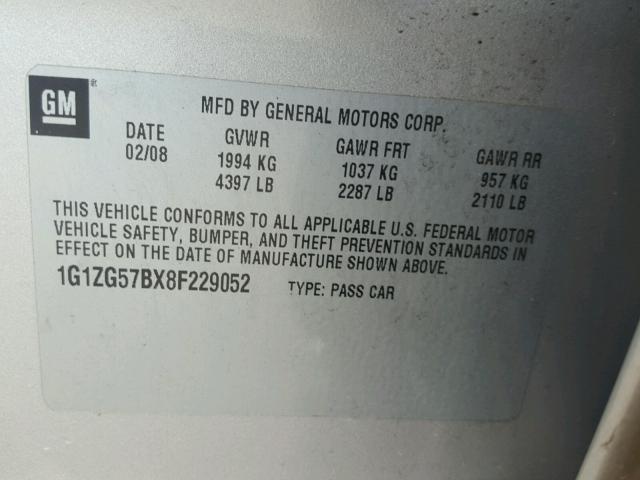 GM
MFD BY GENERAL MOTORS CORP.
DATE GVWR GAWR FRT GAWR RR
02/08 1994 KG 1037 KG 957 KG
4397 LB 2287 LB 2110 LB
THIS VEHICLE CONFORMS TO ALL APPLICABLE U.S. FEDERAL MOTOR
VEHICLE SAFETY, BUMPER, AND THEFT PREVENTION STANDARDS IN
EFFECT ON THE DATE OF MANUFACTURE SHOWN ABOVE.
1G1ZG57BX8F229052 TYPE: PASS CAR